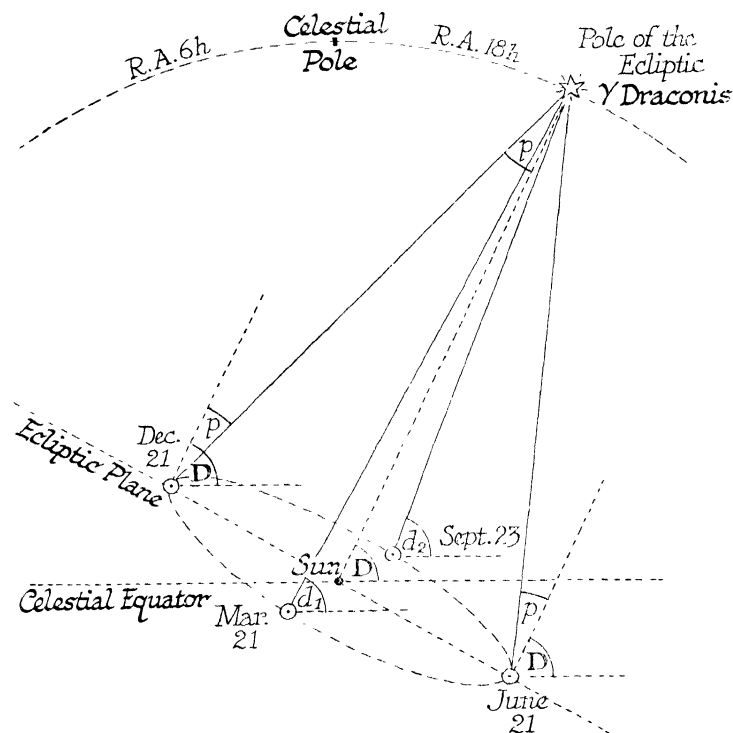 Celestial
Pole
R.A. 6h
R.A. 18h
Pole of the
Ecliptic
γ Draconis
p
Ecliptic Plane
Dec.
21
p
D
Sun
D
d2
Sept. 23
Celestial Equator
Mar.
21
d1
p
D
June
21